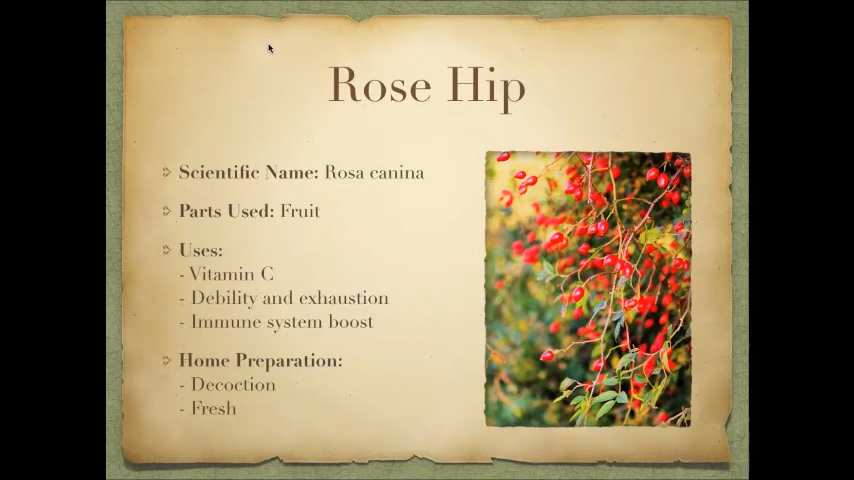 Rose Hip
Scientific Name: Rosa canina
Parts Used: Fruit
Uses:
- Vitamin C
- Debility and exhaustion
- Immune system boost
Home Preparation:
- Decoction
- Fresh